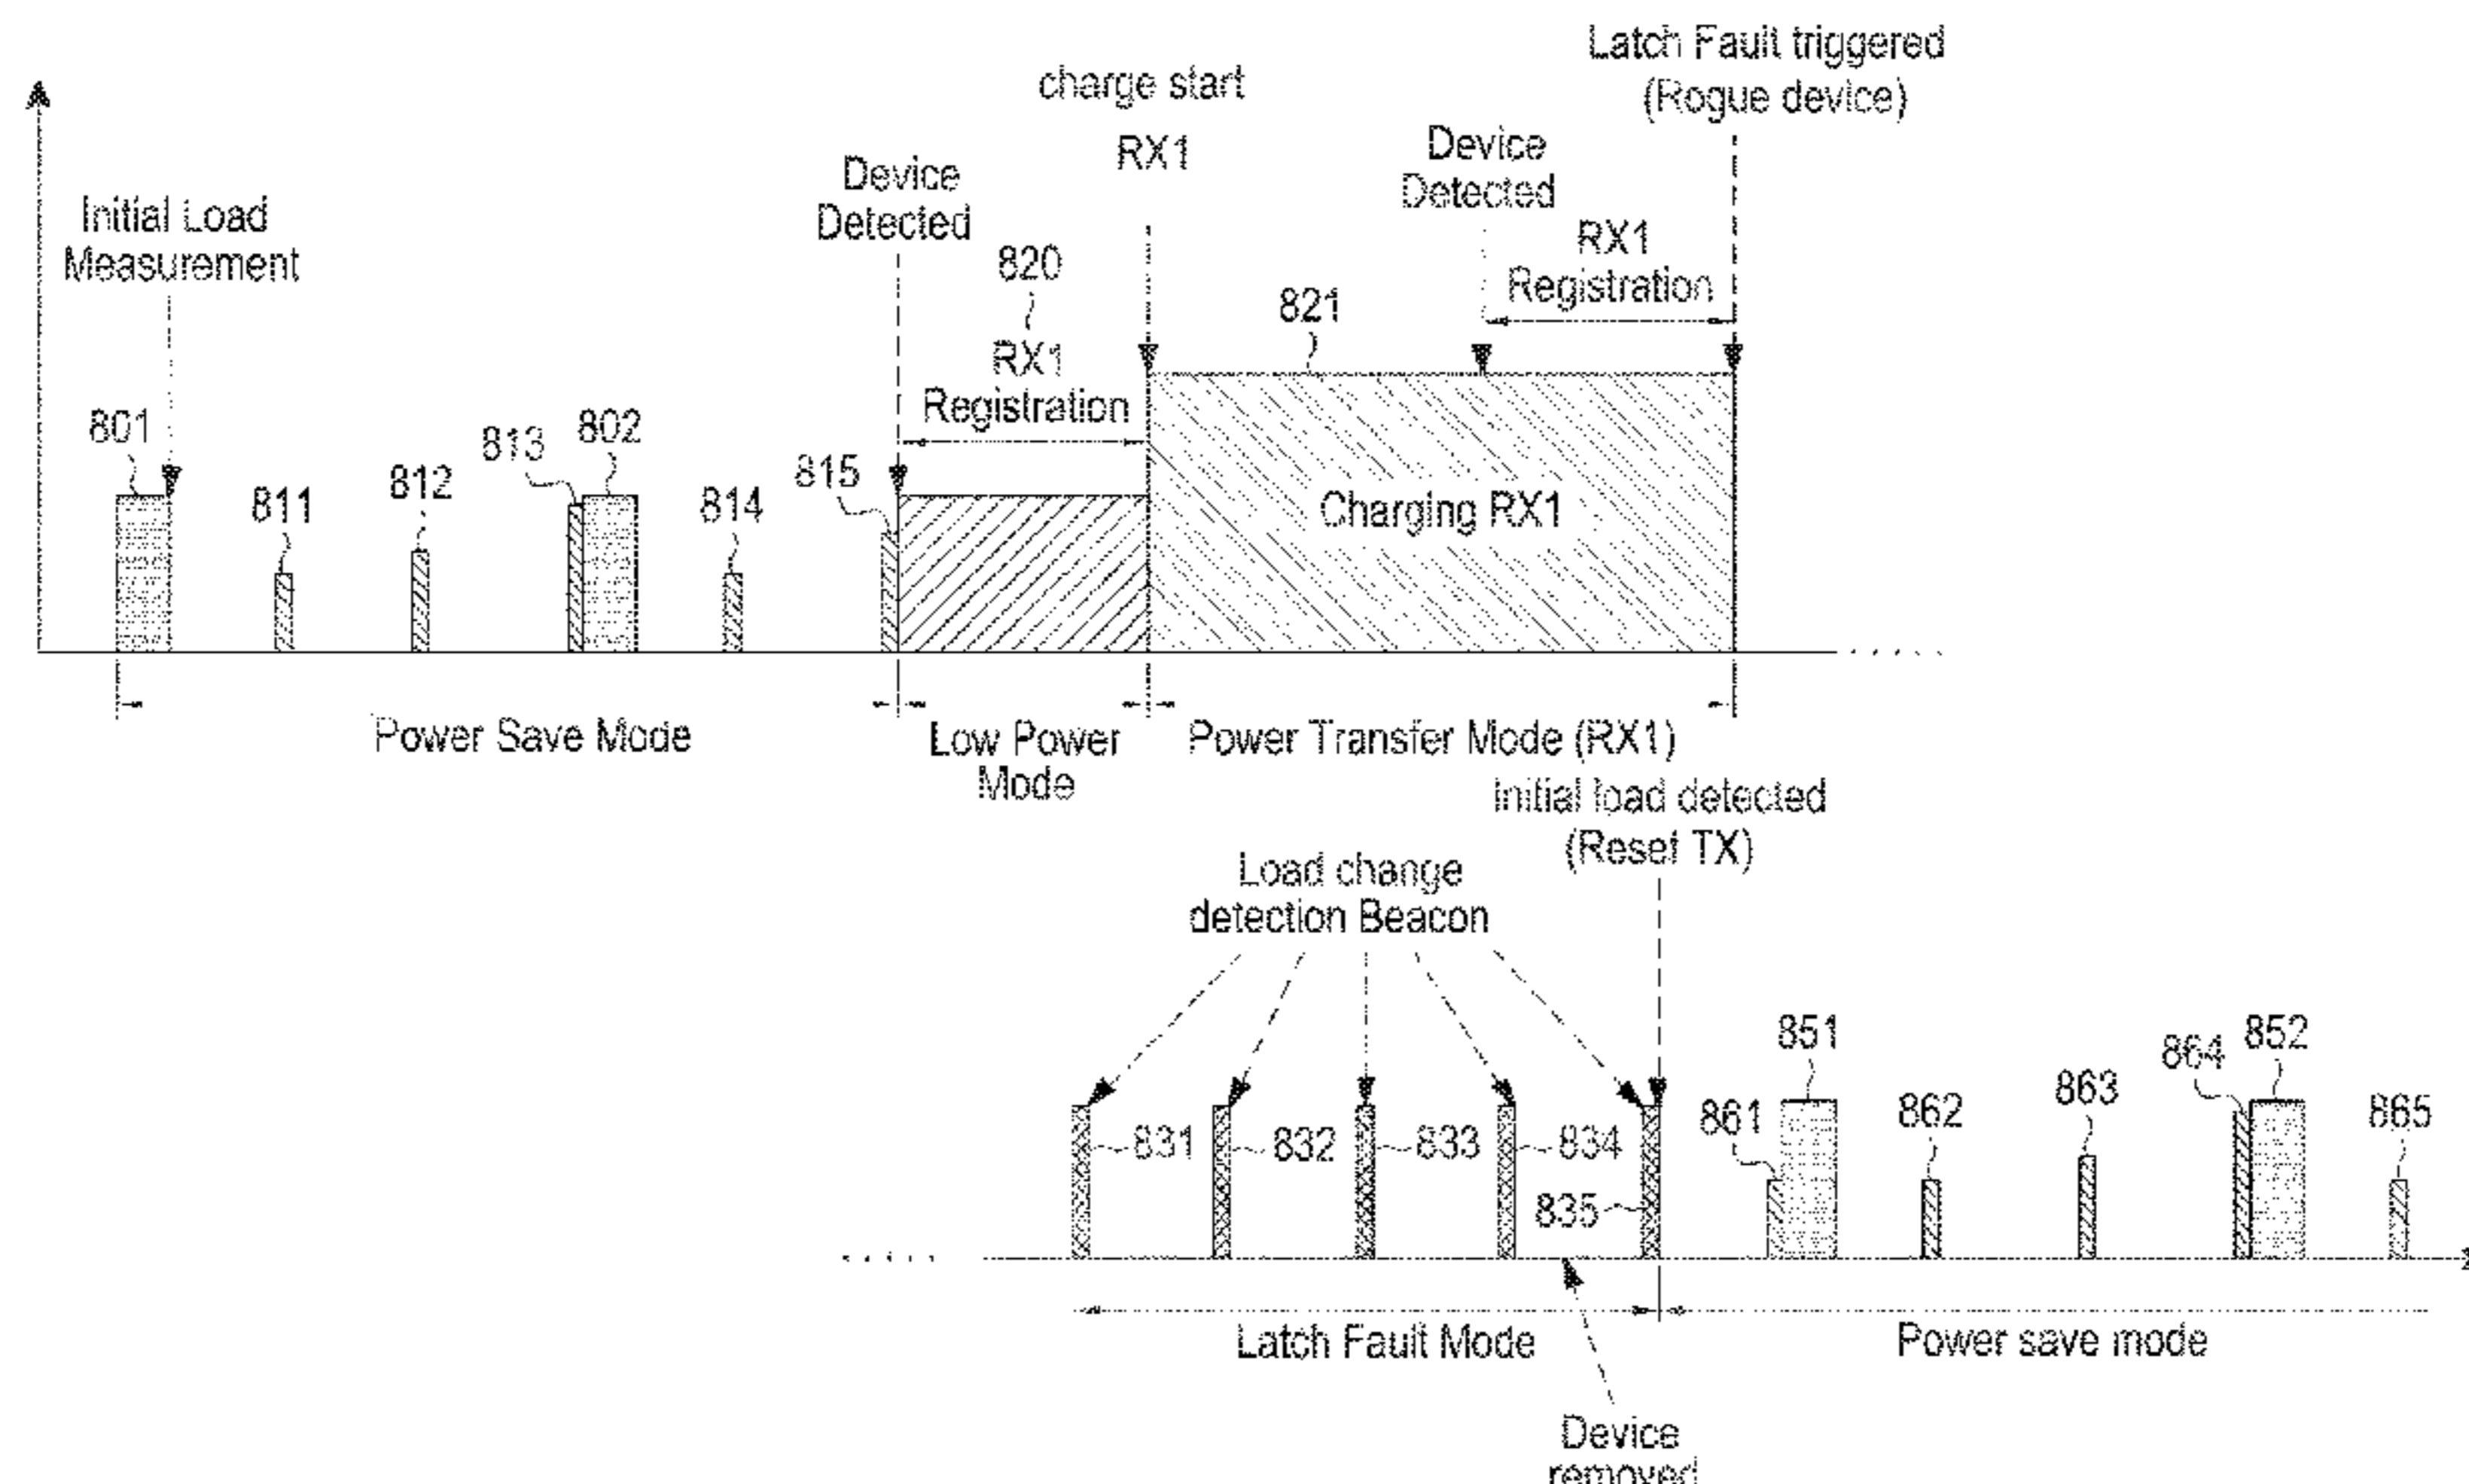 Latch Fault triggered
(Rogue device)
charge start
RX1
Device
Detected
Device
Detected
Initial Load
Measurement
820
RX1
Registration
RX1
Registration
821
801
813
802
815
811
812
814
Charging RX1
Power Save Mode
Low Power
Mode
Power Transfer Mode (RX1)
Initial load detected
(Reset TX)
Load change
detection Beacon
851
864
852
861
862
863
865
831
832
833
834
835
Latch Fault Mode
Power save mode
Device
removed